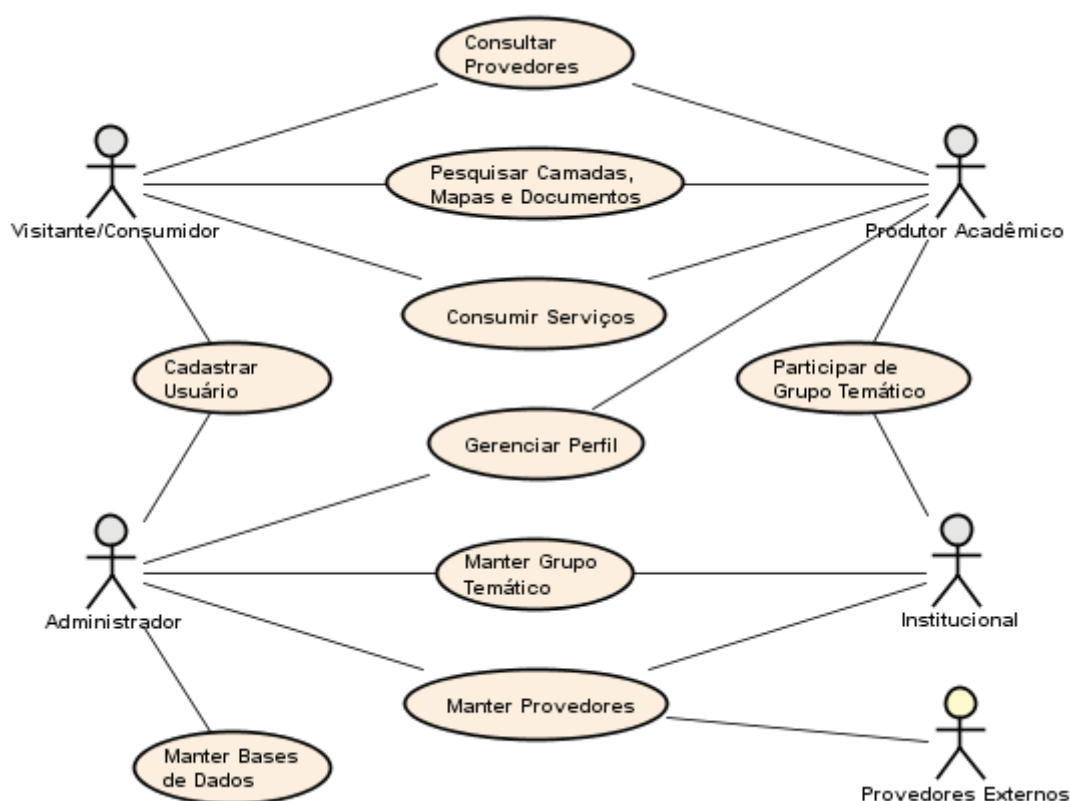 Consultar
Provedores
Pesquisar Camadas,
Mapas e Documentos
Visitante/Consumidor
Produtor Acadêmico
Consumir Serviços
Cadastrar
Usuário
Participar de
Grupo Temático
Gerenciar Perfil
Manter Grupo
Temático
Administrador
Institucional
Manter Provedores
Manter Bases
de Dados
Provedores Externos